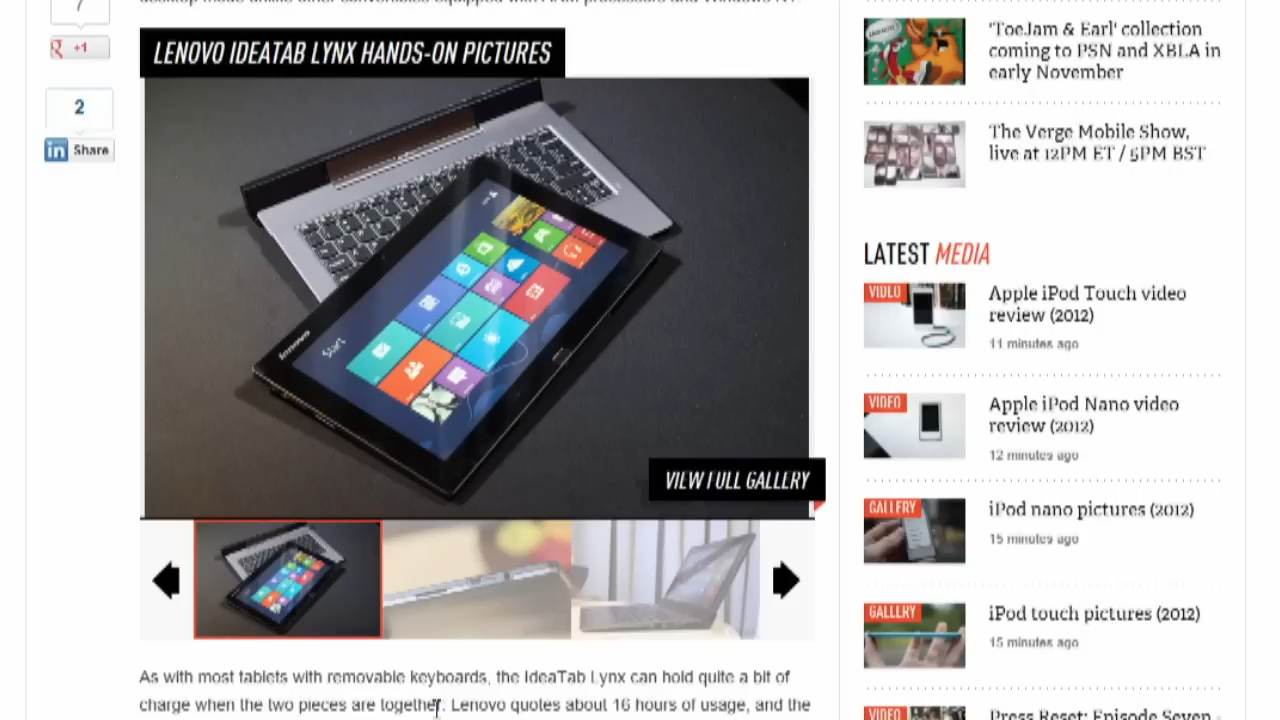 7
+1
2
Share
LENOVO IDEATAB LYNX HANDS-ON PICTURES
lenovo
Start
VIEW FULL GALLERY
As with most tablets with removable keyboards, the IdeaTab Lynx can hold quite a bit of
charge when the two pieces are together. Lenovo quotes about 16 hours of usage, and the
'ToeJam & Earl' collection
coming to PSN and XBLA in
early November
The Verge Mobile Show,
live at 12PM ET / 5PM BST
LATEST MEDIA
VIDEO
Apple iPod Touch video
review (2012)
11 minutes ago
VIDEO
Apple iPod Nano video
review (2012)
12 minutes ago
GALLERY
iPod nano pictures (2012)
15 minutes ago
GALLERY
iPod touch pictures (2012)
15 minutes ago
VIDEO
Press Reset: Episode Seven -